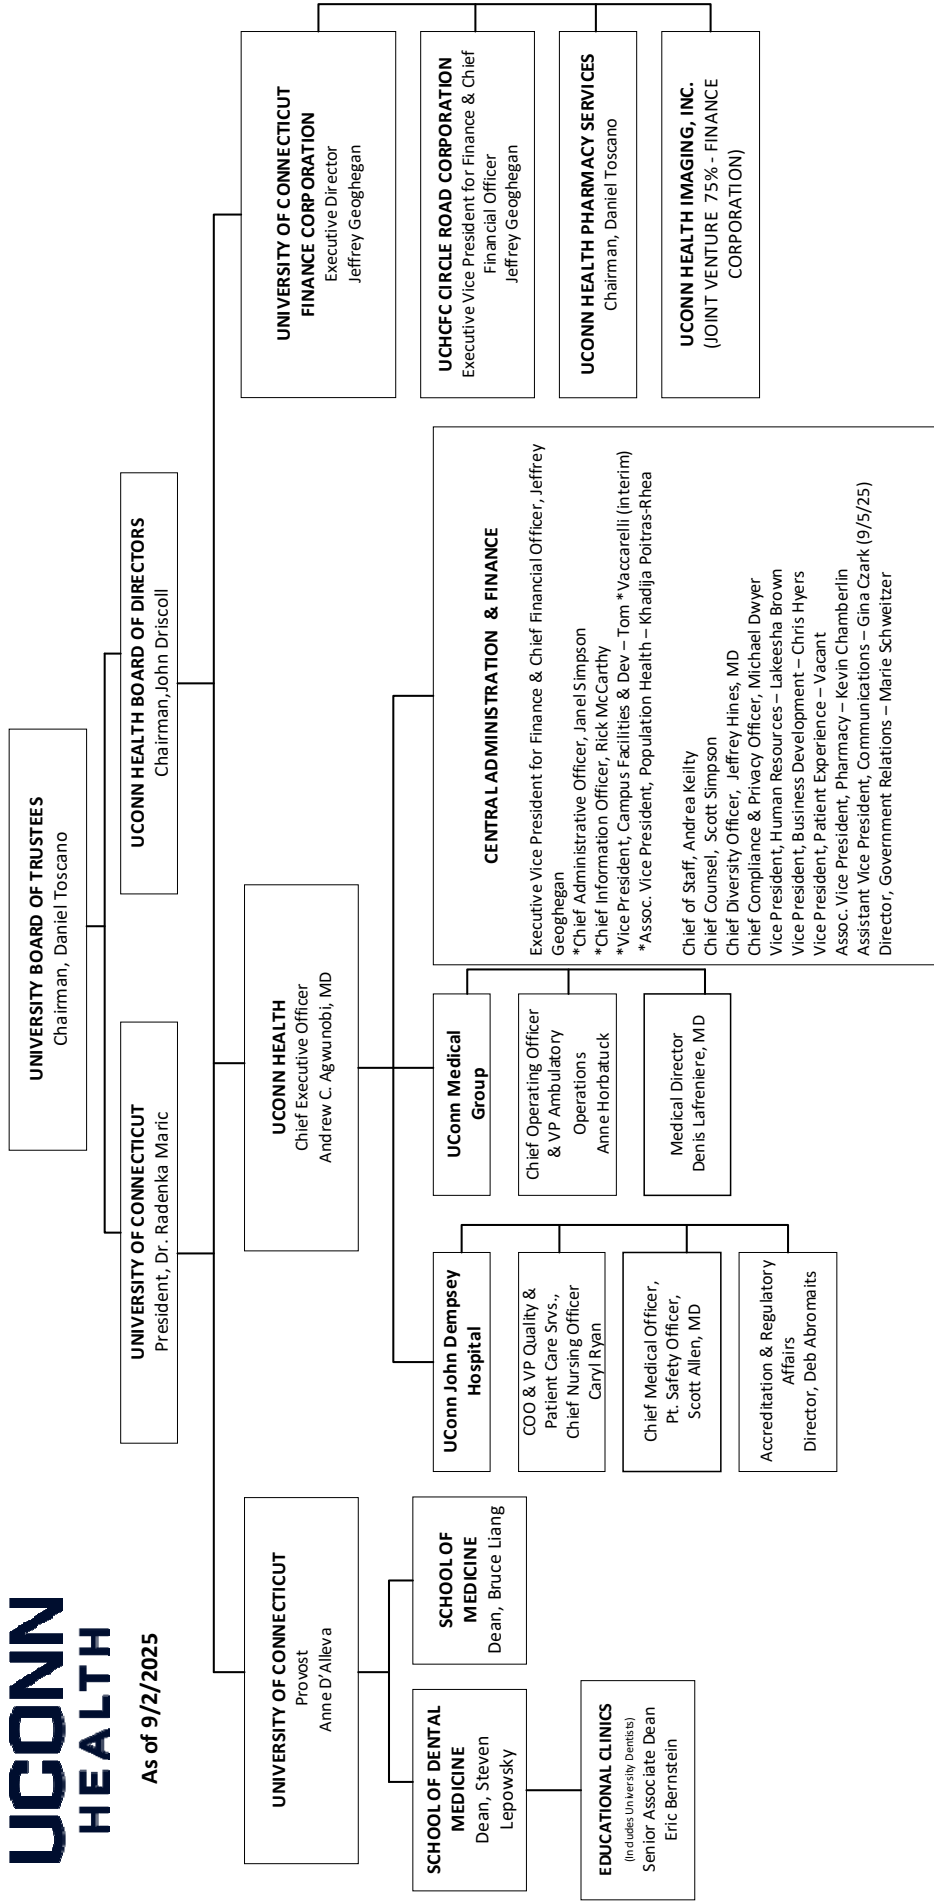 UCONN
HEALTH
As of 9/2/2025
UNIVERSITY BOARD OF TRUSTEES
Chairman, Daniel Toscano
UNIVERSITY OF CONNECTICUT
President, Dr. Radenka Maric
UCONN HEALTH BOARD OF DIRECTORS
Chairman, John Driscoll
UNIVERSITY OF CONNECTICUT
Provost
Anne D'Alleva
UCONN HEALTH
Chief Executive Officer
Andrew C. Agwunobi, MD
UNIVERSITY OF CONNECTICUT
FINANCE CORPORATION
Executive Director
Jeffrey Geoghegan
SCHOOL OF DENTAL
MEDICINE
Dean, Steven
Lepowsky
SCHOOL OF
MEDICINE
Dean, Bruce Liang
EDUCATIONAL CLINICS
(Includes University Dentists)
Senior Associate Dean
Eric Bernstein
UConn John Dempsey
Hospital
COO & VP Quality &
Patient Care Srvs.,
Chief Nursing Officer
Caryl Ryan
Chief Medical Officer,
Pt. Safety Officer,
Scott Allen, MD
Accreditation & Regulatory
Affairs
Director, Deb Abromaits
UConn Medical
Group
Chief Operating Officer
& VP Ambulatory
Operations
Anne Horbatuck
Medical Director
Denis Lafreniere, MD
CENTRAL ADMINISTRATION & FINANCE
Executive Vice President for Finance & Chief Financial Officer, Jeffrey
Geoghegan
*Chief Administrative Officer, Janel Simpson
*Chief Information Officer, Rick McCarthy
*Vice President, Campus Facilities & Dev – Tom *Vaccarelli (interim)
*Assoc. Vice President, Population Health – Khadija Poitras-Rhea
Chief of Staff, Andrea Keilty
Chief Counsel, Scott Simpson
Chief Diversity Officer, Jeffrey Hines, MD
Chief Compliance & Privacy Officer, Michael Dwyer
Vice President, Human Resources – Lakeesha Brown
Vice President, Business Development – Chris Hyers
Vice President, Patient Experience – Vacant
Assoc. Vice President, Pharmacy – Kevin Chamberlin
Assistant Vice President, Communications – Gina Czark (9/5/25)
Director, Government Relations – Marie Schweitzer
UCHCFC CIRCLE ROAD CORPORATION
Executive Vice President for Finance & Chief
Financial Officer
Jeffrey Geoghegan
UCONN HEALTH PHARMACY SERVICES
Chairman, Daniel Toscano
UCONN HEALTH IMAGING, INC.
(JOINT VENTURE 75% - FINANCE
CORPORATION)